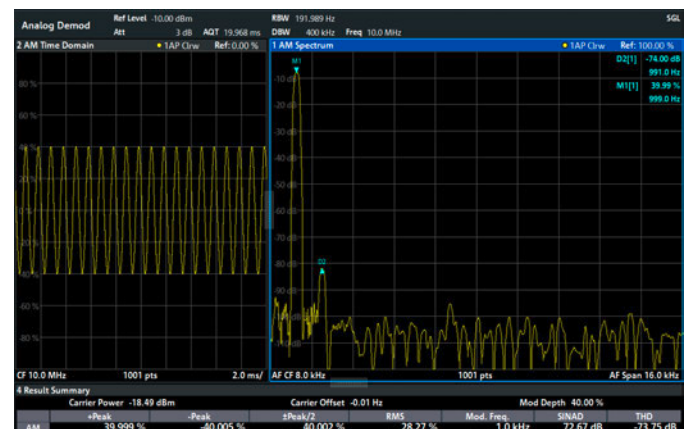 Analog Demod
Ref Level -10.00 dBm RBW 191.989 Hz SGL
Att 3 dB AQT 19.968 ms DBW 400 kHz Freq 10.0 MHz
2 AM Time Domain 1AP Clrw Ref: 0.00 % 1 AM Spectrum 1AP Clrw Ref: 100.00 %
M1 D2[1] -74.00 dB
991.0 Hz
M1[1] 39.99 %
999.0 Hz
-10 dB
80 %
60 %
-30 dB
40 % -40 dB
20 % -50 dB
-60 dB
-20 %
-80 dB D2
-40 %
-60 % -90 dB
-80 %
CF 10.0 MHz 1001 pts 2.0 ms/ AF CF 8.0 kHz 1001 pts AF Span 16.0 kHz
4 Result Summary
Carrier Power -18.49 dBm Carrier Offset -0.01 Hz Mod Depth 40.00 %
+Peak -Peak ±Peak/2 RMS Mod. Freq. SINAD THD
AM 39.999 % -40.005 % 40.002 % 28.27 % 1.0 kHz 72.67 dB -73.75 dB